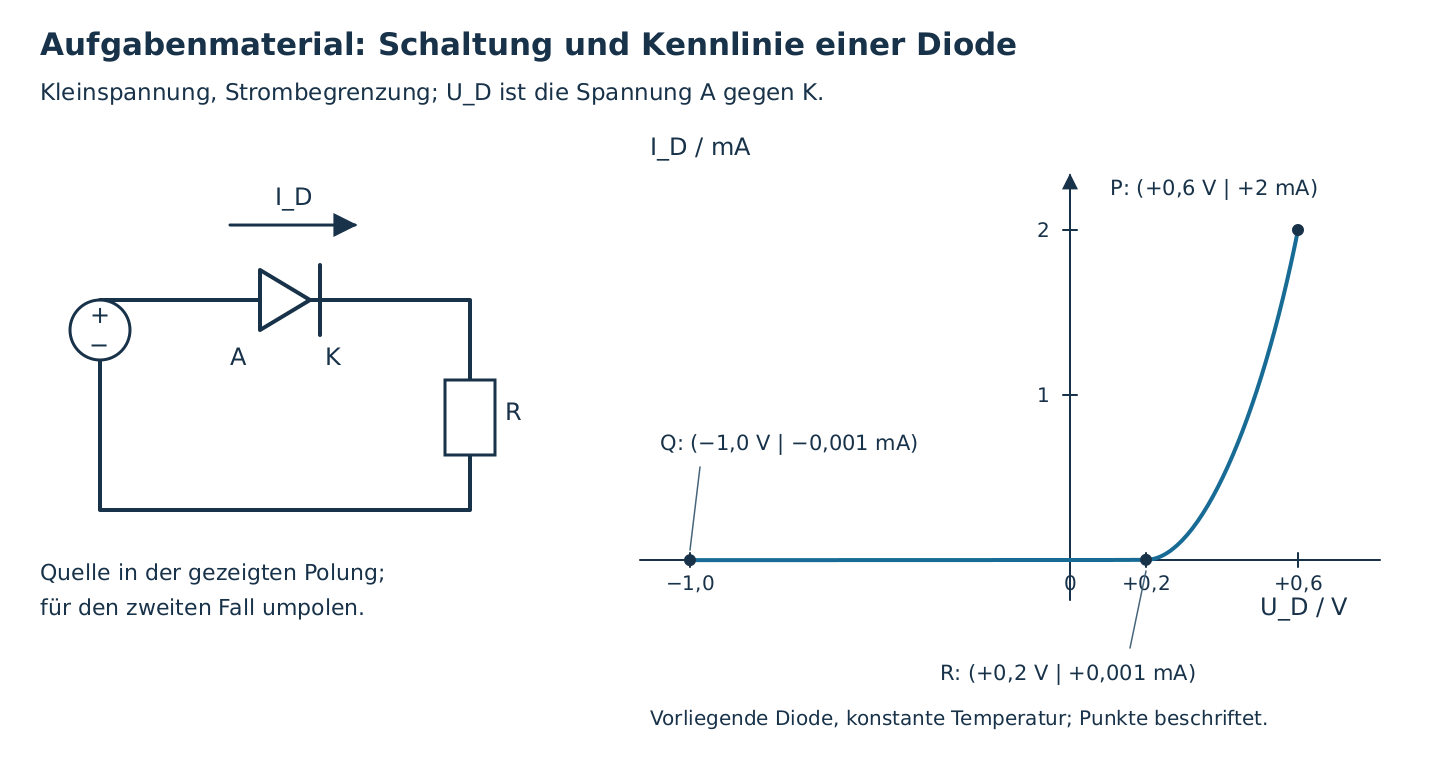 Aufgabenmaterial: Schaltung und Kennlinie einer Diode
Kleinspannung, Strombegrenzung; U_D ist die Spannung A gegen K.
I_D
+
−
A
K
R
Quelle in der gezeigten Polung;
für den zweiten Fall umpolen.
I_D / mA
P: (+0,6 V | +2 mA)
2
1
Q: (−1,0 V | −0,001 mA)
−1,0
0
+0,2
+0,6
U_D / V
R: (+0,2 V | +0,001 mA)
Vorliegende Diode, konstante Temperatur; Punkte beschriftet.